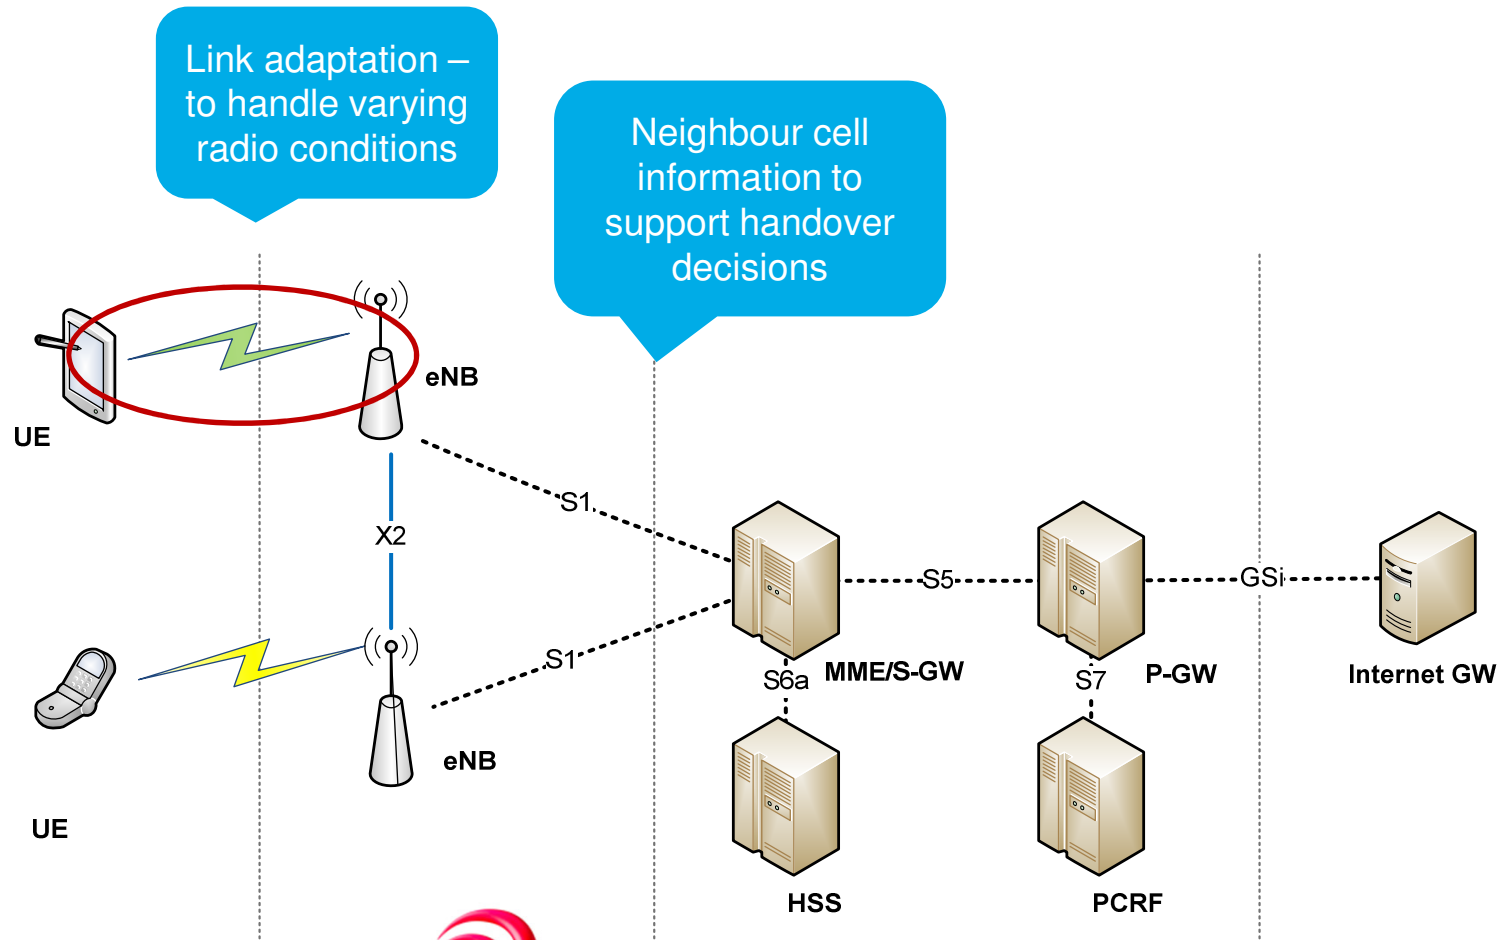 Link adaptation –
to handle varying
radio conditions
Neighbour cell
information to
support handover
decisions
eNB
UE
S1
X2
S5
GSi
S1
MME/S-GW
S6a
S7
P-GW
Internet GW
eNB
UE
HSS
PCRF